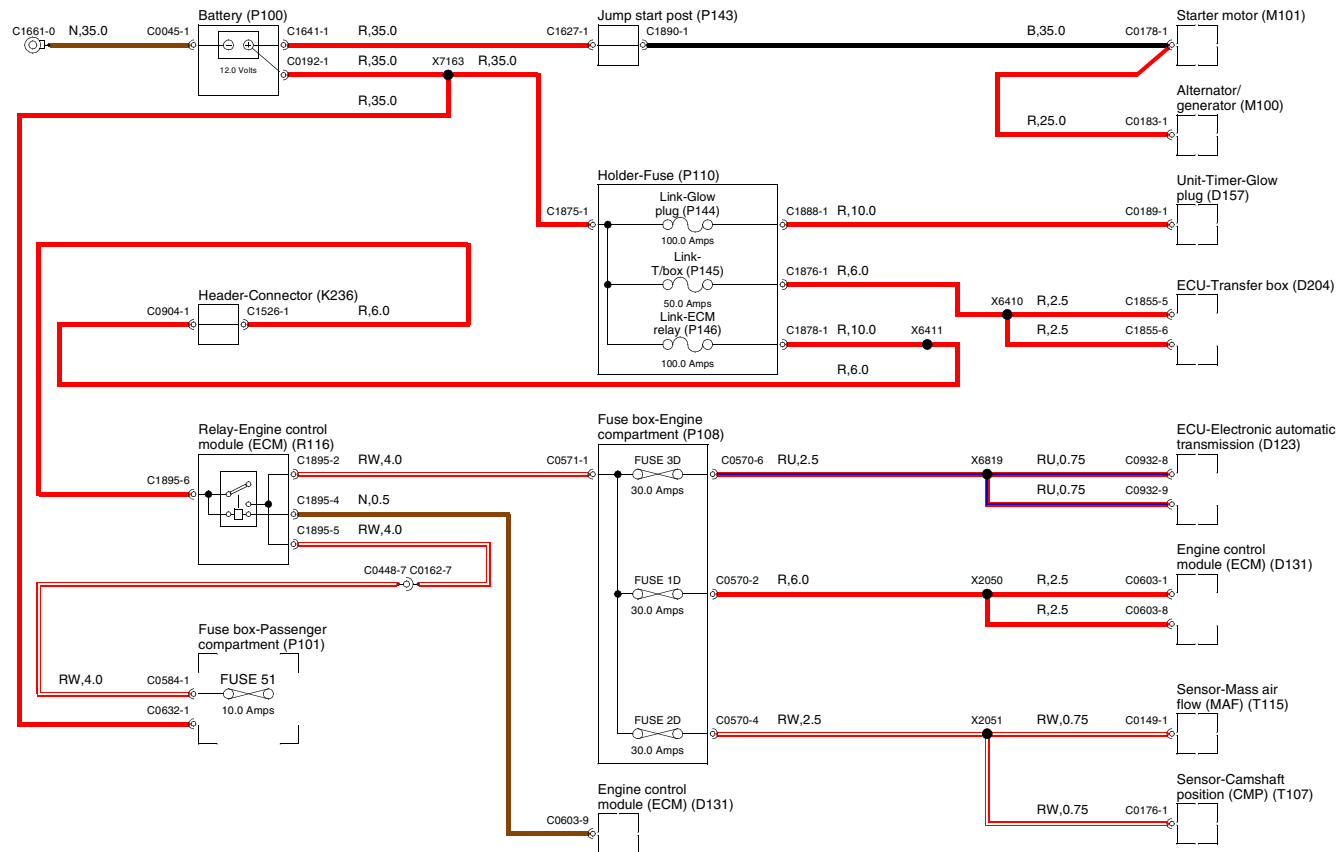 Battery (P100)
Jump start post (P143)
Starter motor (M101)
C1661-0
N,35.0
C0045-1
C1641-1
R,35.0
C1627-1
C1890-1
B,35.0
C0178-1
12.0 Volts
C0192-1
R,35.0
X7163
R,35.0
R,35.0
Alternator/
generator (M100)
R,25.0
C0183-1
Holder-Fuse (P110)
Unit-Timer-Glow
plug (D157)
Link-Glow
plug (P144)
100.0 Amps
C1875-1
C1888-1
R,10.0
C0189-1
Link-
T/box (P145)
50.0 Amps
C1876-1
R,6.0
ECU-Transfer box (D204)
X6410
R,2.5
C1855-5
R,2.5
C1855-6
Header-Connector (K236)
C0904-1
C1526-1
R,6.0
Link-ECM
relay (P146)
100.0 Amps
C1878-1
R,10.0
X6411
R,6.0
Relay-Engine control
module (ECM) (R116)
Fuse box-Engine
compartment (P108)
ECU-Electronic automatic
transmission (D123)
C1895-6
C1895-2
RW,4.0
C0571-1
FUSE 3D
30.0 Amps
C0570-6
RU,2.5
X6819
RU,0.75
C0932-8
RU,0.75
C0932-9
C1895-4
N,0.5
C1895-5
RW,4.0
C0448-7
C0162-7
Engine control
module (ECM) (D131)
FUSE 1D
30.0 Amps
C0570-2
R,6.0
X2050
R,2.5
C0603-1
R,2.5
C0603-8
Fuse box-Passenger
compartment (P101)
RW,4.0
C0584-1
FUSE 51
10.0 Amps
C0632-1
Sensor-Mass air
flow (MAF) (T115)
FUSE 2D
30.0 Amps
C0570-4
RW,2.5
X2051
RW,0.75
C0149-1
Sensor-Camshaft
position (CMP) (T107)
RW,0.75
C0176-1
Engine control
module (ECM) (D131)
C0603-9